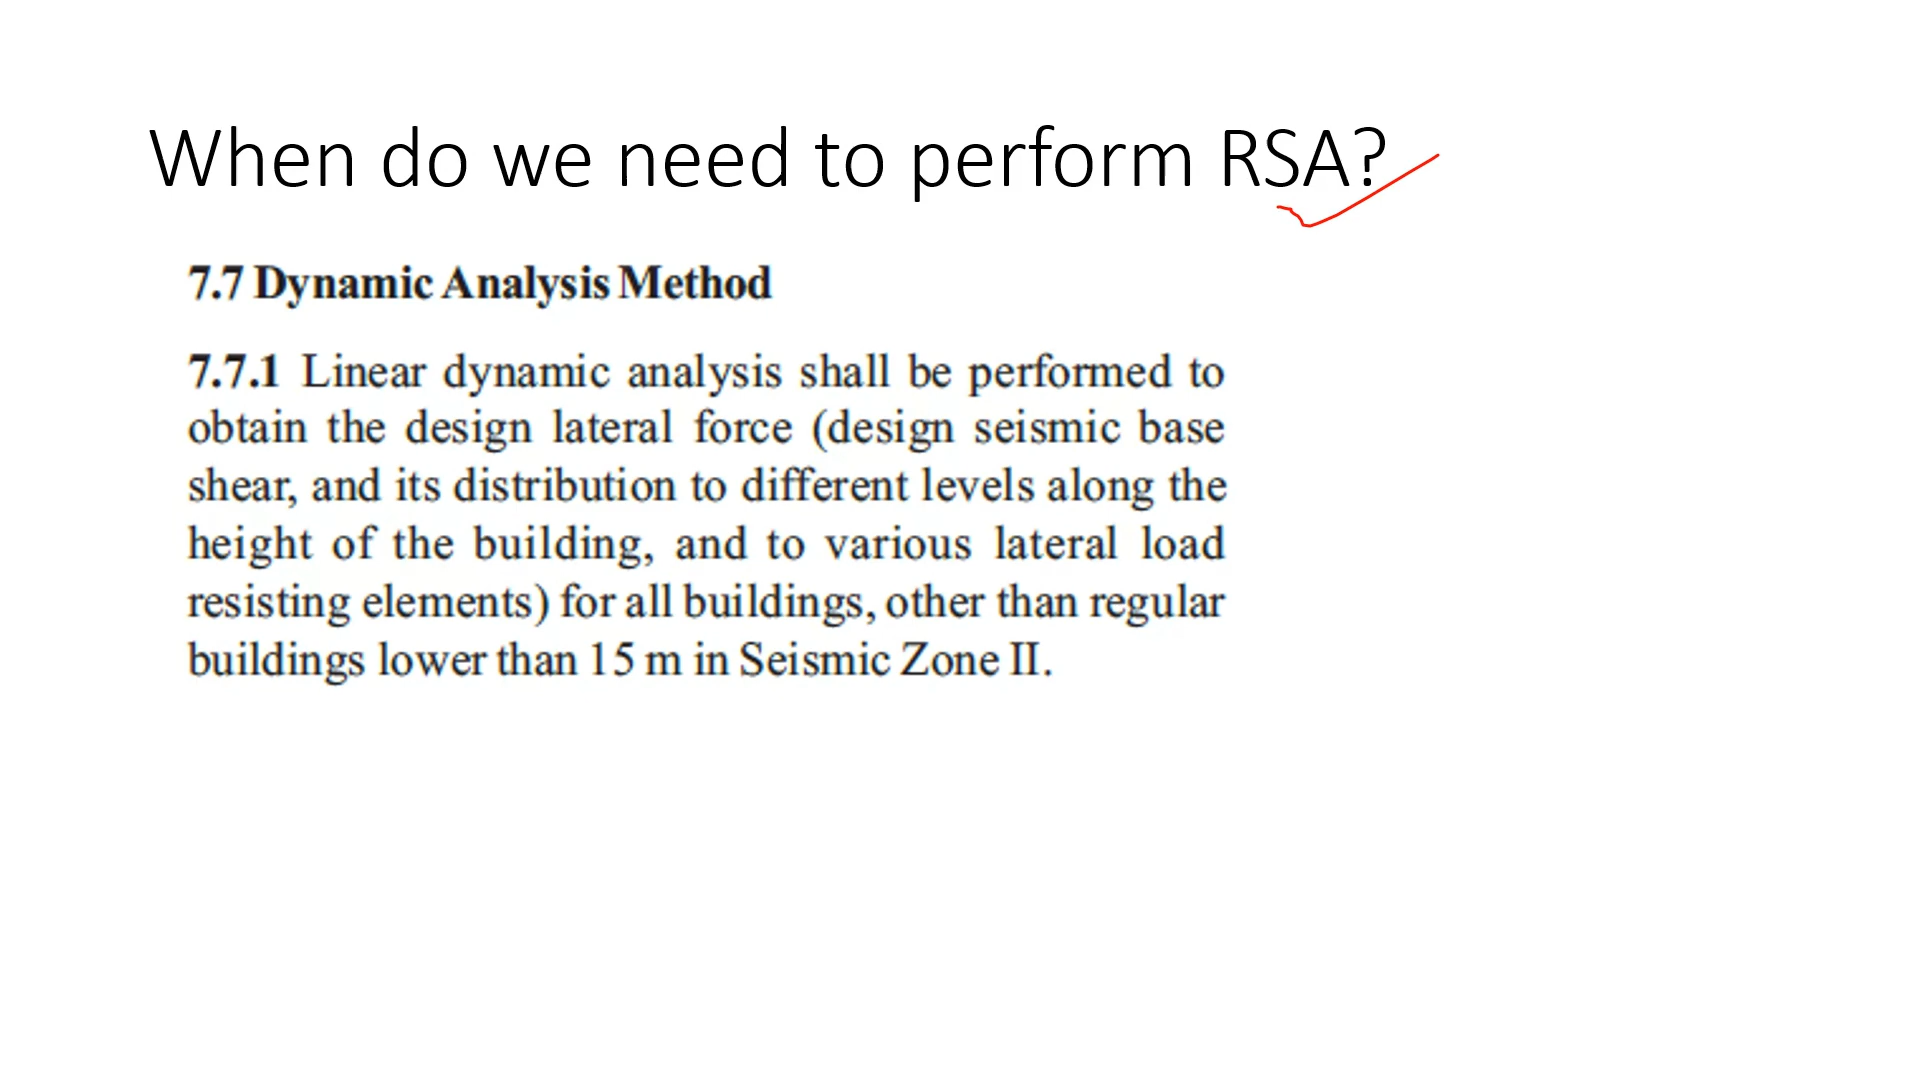 When do we need to perform RSA?
7.7 Dynamic Analysis Method
7.7.1 Linear dynamic analysis shall be performed to
obtain the design lateral force (design seismic base
shear, and its distribution to different levels along the
height of the building, and to various lateral load
resisting elements) for all buildings, other than regular
buildings lower than 15 m in Seismic Zone II.